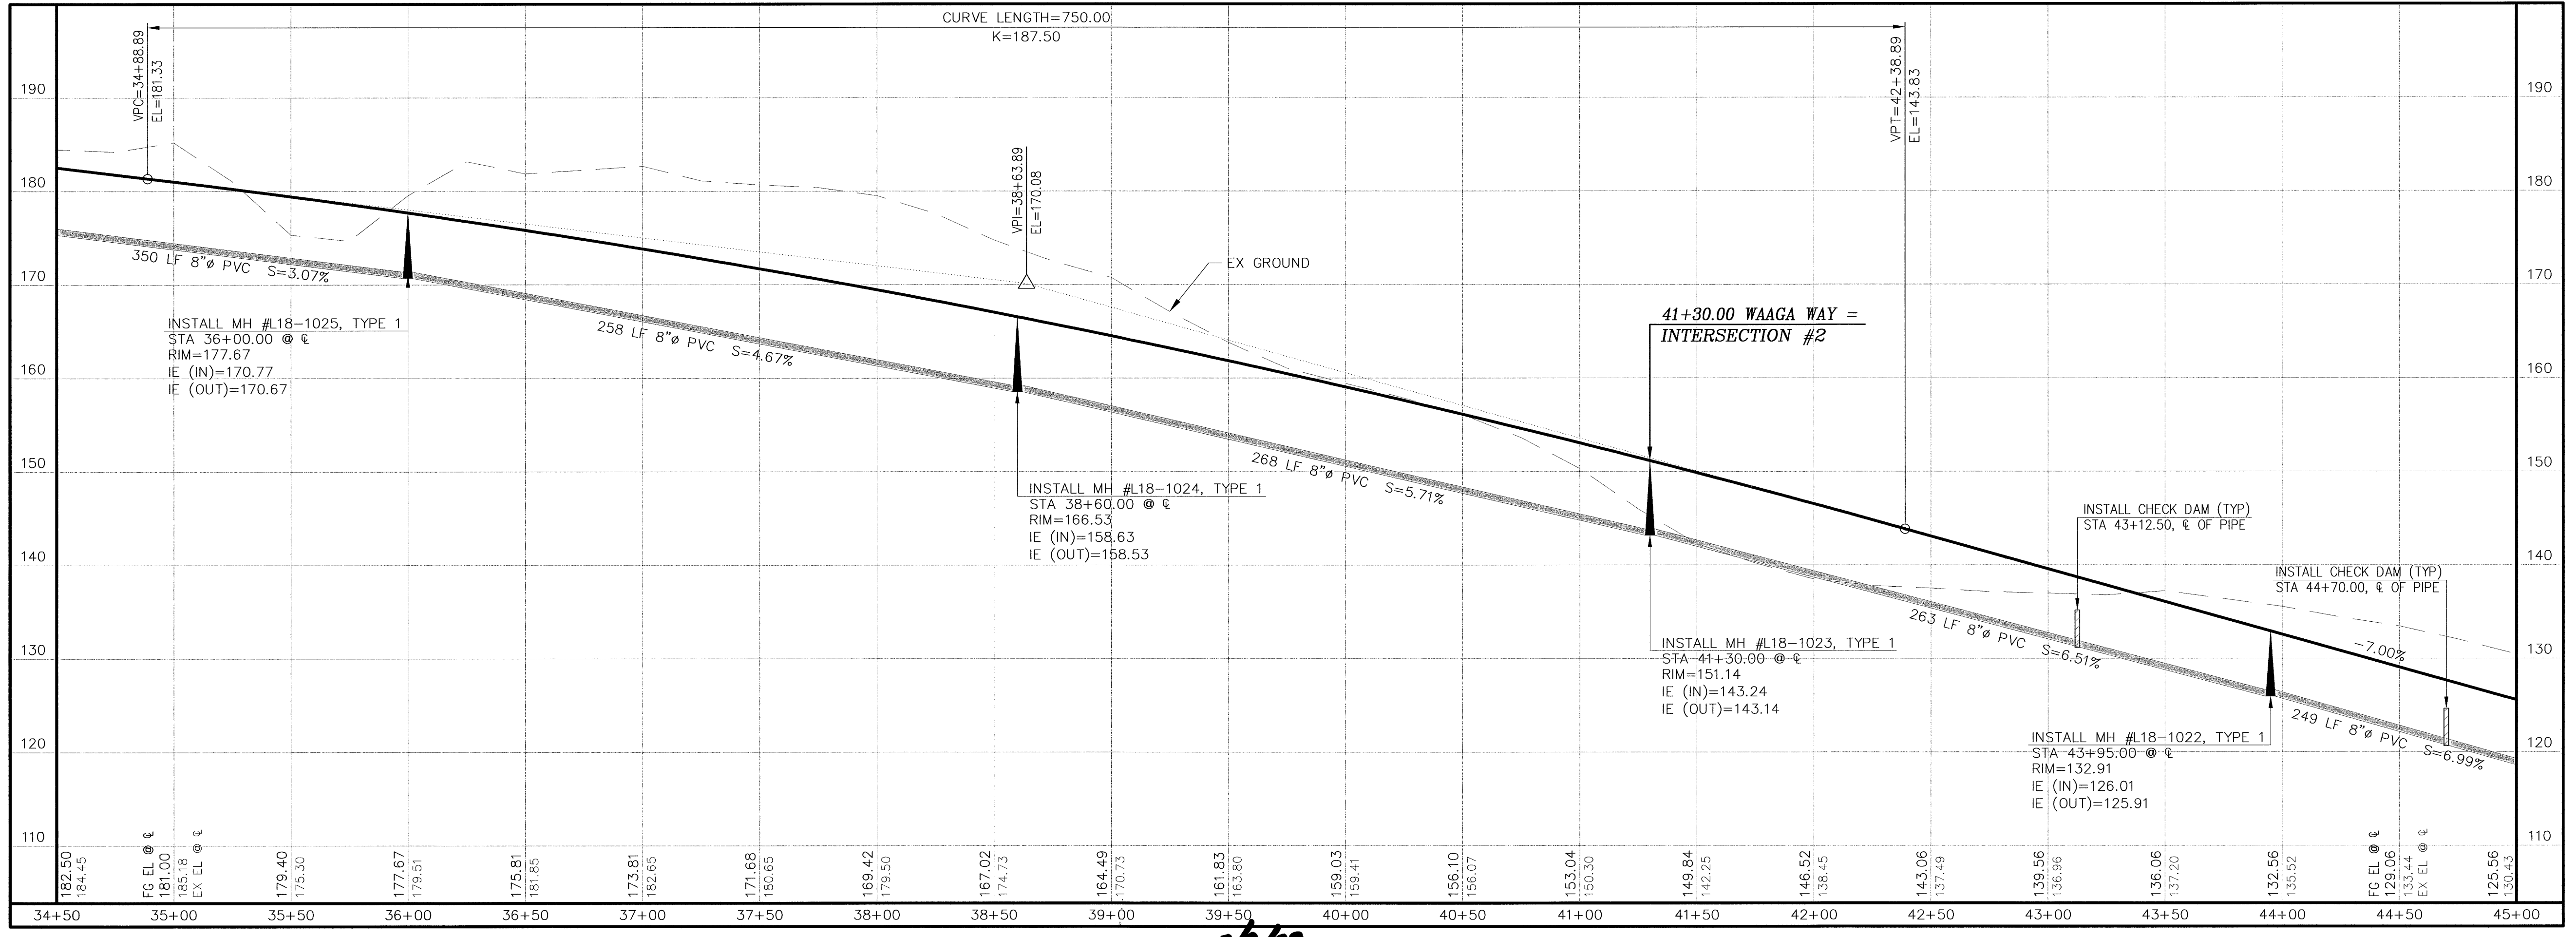 CURVE LENGTH=750.00
K=187.50
VPC=34+88.89
EL=181.33
VPI=38+63.89
EL=170.08
VPT=42+38.89
EL=143.83
190
180
170
160
150
140
130
120
110
190
180
170
160
150
140
130
120
110
EX GROUND
41+30.00 WAAGA WAY =
INTERSECTION #2
350 LF 8"ø PVC S=3.07%
258 LF 8"ø PVC S=4.67%
268 LF 8"ø PVC S=5.71%
263 LF 8"ø PVC S=6.51%
249 LF 8"ø PVC S=6.99%
-7.00%
INSTALL MH #L18-1025, TYPE 1
STA 36+00.00 @ ℄
RIM=177.67
IE (IN)=170.77
IE (OUT)=170.67
INSTALL MH #L18-1024, TYPE 1
STA 38+60.00 @ ℄
RIM=166.53
IE (IN)=158.63
IE (OUT)=158.53
INSTALL MH #L18-1023, TYPE 1
STA 41+30.00 @ ℄
RIM=151.14
IE (IN)=143.24
IE (OUT)=143.14
INSTALL CHECK DAM (TYP)
STA 43+12.50, ℄ OF PIPE
INSTALL CHECK DAM (TYP)
STA 44+70.00, ℄ OF PIPE
INSTALL MH #L18-1022, TYPE 1
STA 43+95.00 @ ℄
RIM=132.91
IE (IN)=126.01
IE (OUT)=125.91
182.50
184.45
FG EL @ ℄
181.00
185.18
EX EL @ ℄
179.40
175.30
177.67
179.51
175.81
181.85
173.81
182.65
171.68
180.65
169.42
179.50
167.02
174.73
164.49
170.73
161.83
163.80
159.03
159.41
156.10
156.07
153.04
150.30
149.84
142.25
146.52
138.45
143.06
137.49
139.56
136.96
136.06
137.20
132.56
135.52
FG EL @ ℄
129.06
133.44
EX EL @ ℄
125.56
130.43
34+50 35+00 35+50 36+00 36+50 37+00 37+50 38+00 38+50 39+00 39+50 40+00 40+50 41+00 41+50 42+00 42+50 43+00 43+50 44+00 44+50 45+00